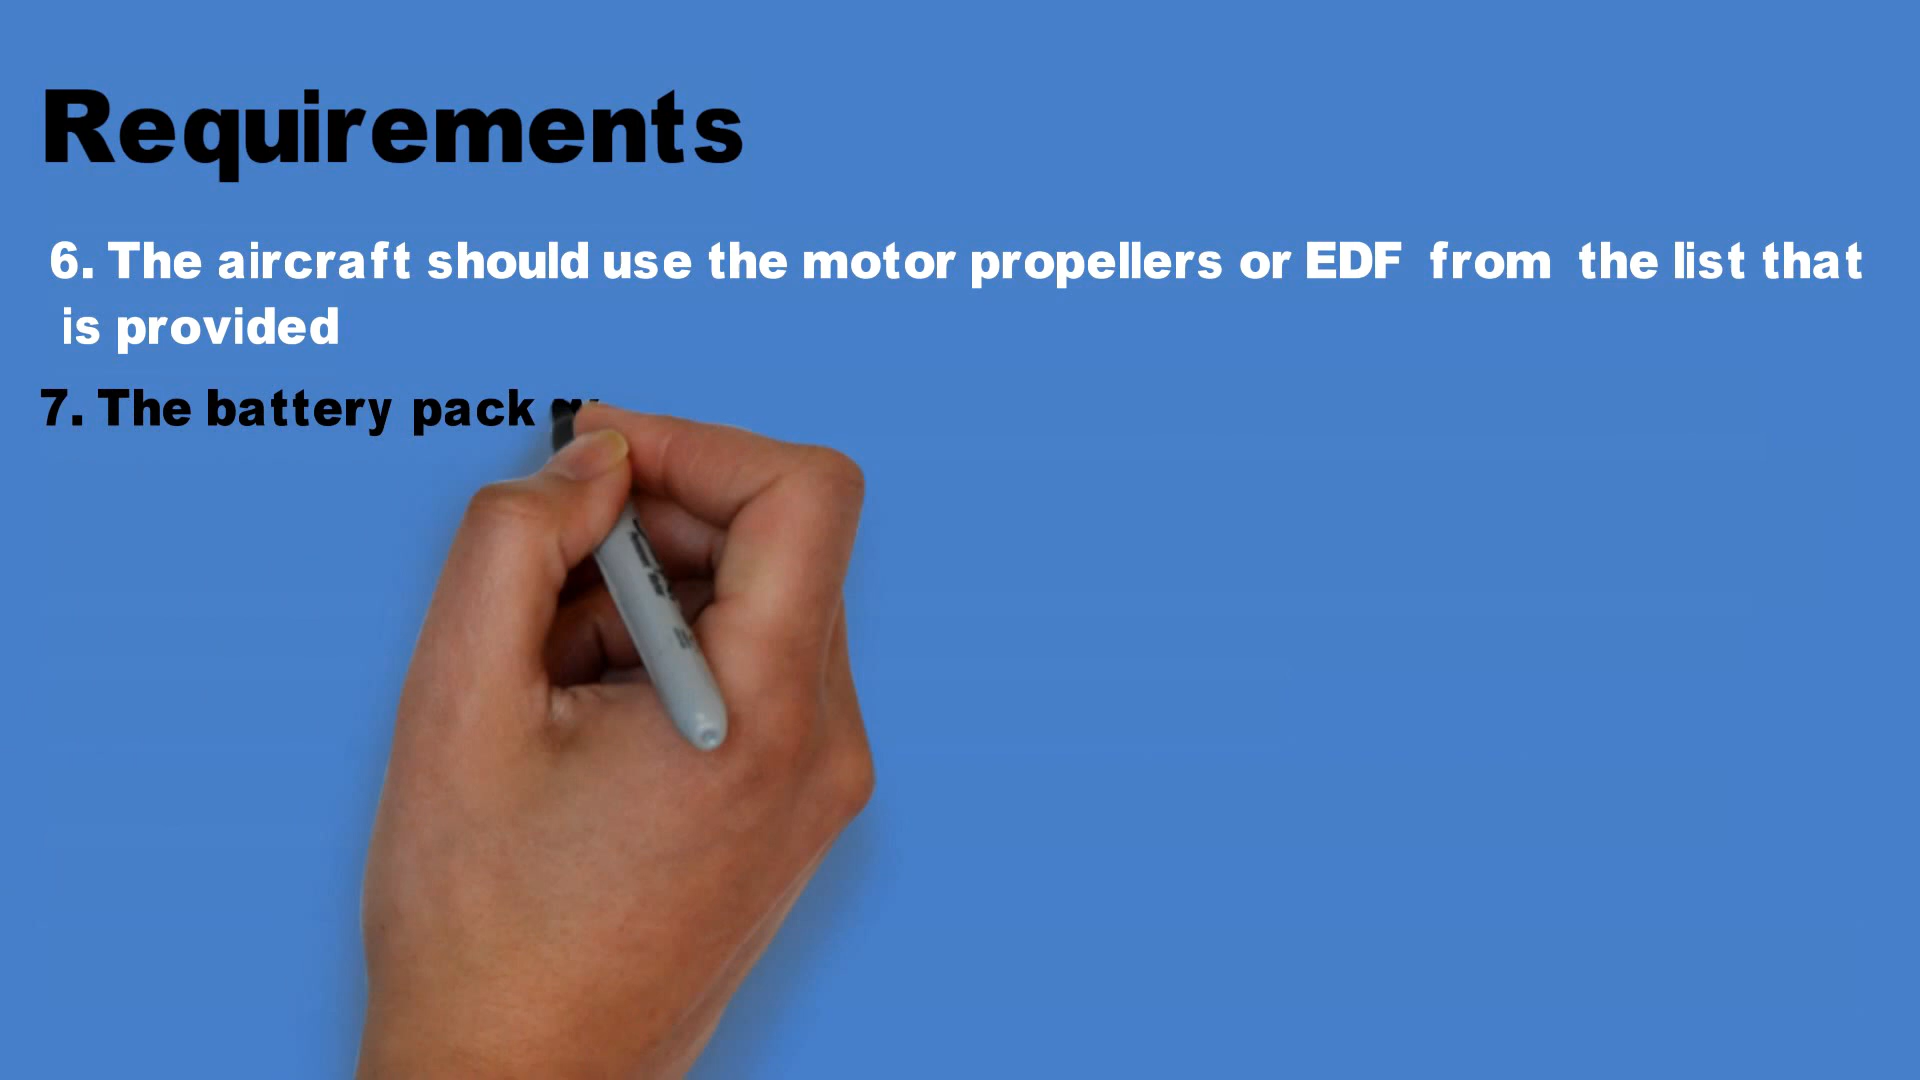 Requirements
6. The aircraft should use the motor propellers or EDF from the list that
is provided
7. The battery pack